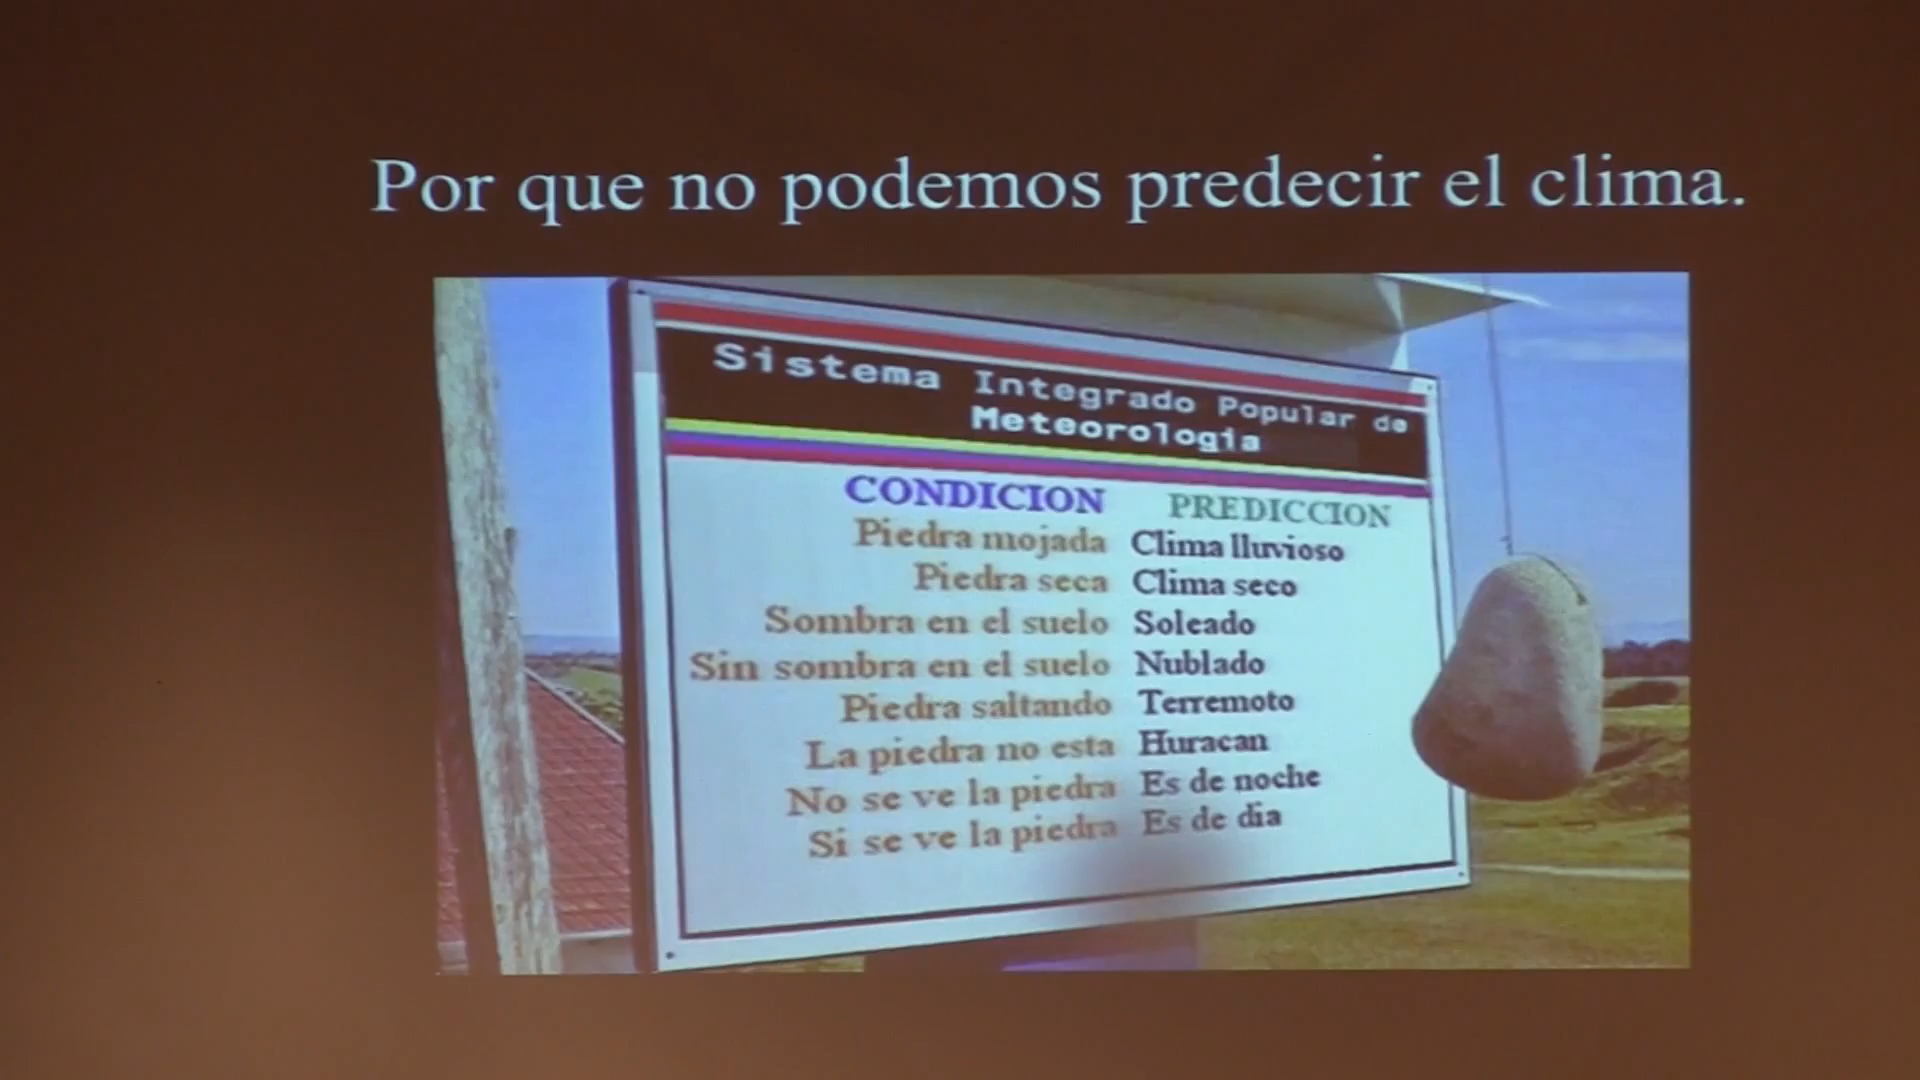 Por que no podemos predecir el clima.
Sistema Integrado Popular de
Meteorologia
CONDICION PREDICCION
Piedra mojada Clima lluvioso
Piedra seca Clima seco
Sombra en el suelo Soleado
Sin sombra en el suelo Nublado
Piedra saltando Terremoto
La piedra no esta Huracan
No se ve la piedra Es de noche
Si se ve la piedra Es de dia